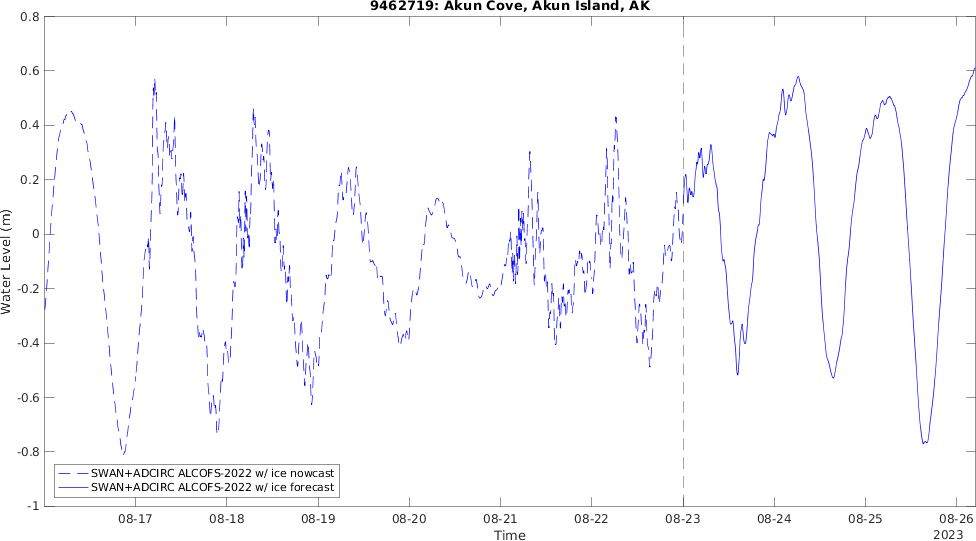 9462719: Akun Cove, Akun Island, AK
0.8
0.6
0.4
0.2
0
-0.2
-0.4
-0.6
-0.8
-1
Water Level (m)
SWAN+ADCIRC ALCOFS-2022 w/ ice nowcast
SWAN+ADCIRC ALCOFS-2022 w/ ice forecast
08-17 08-18 08-19 08-20 08-21 08-22 08-23 08-24 08-25 08-26
2023
Time